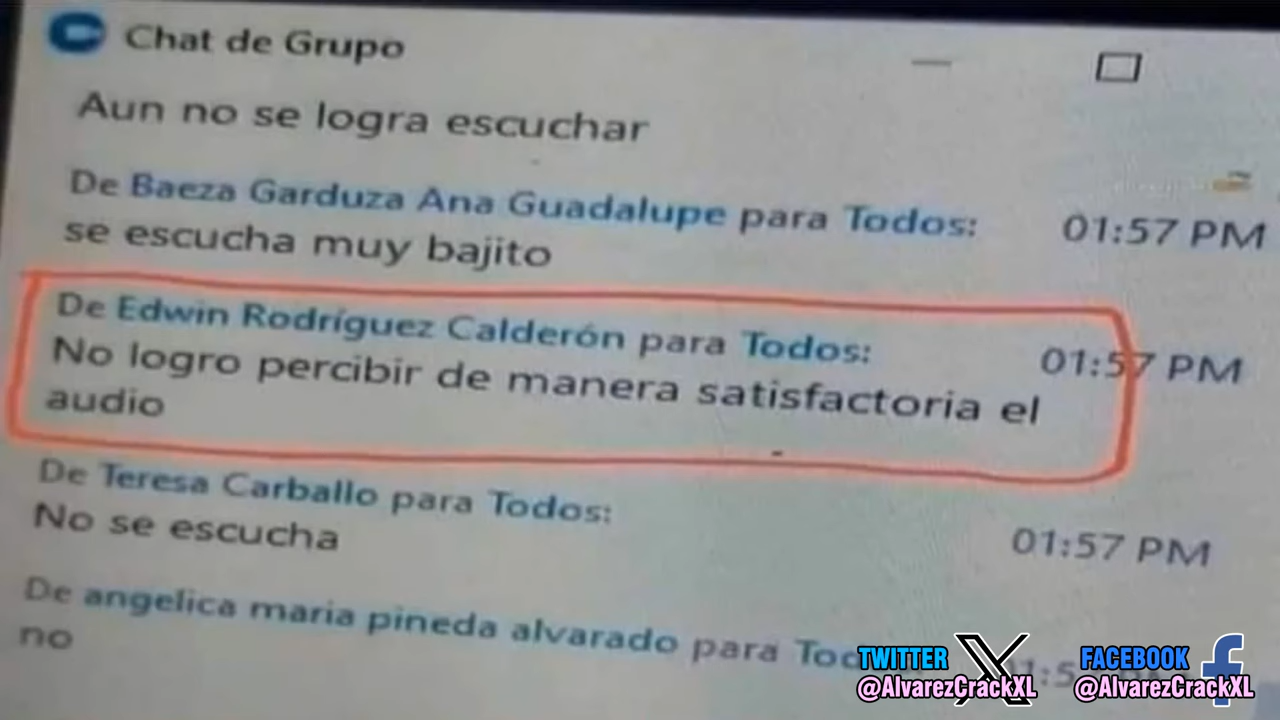 Chat de Grupo
Aun no se logra escuchar
De Baeza Garduza Ana Guadalupe para Todos: 01:57 PM
se escucha muy bajito
De Edwin Rodríguez Calderón para Todos: 01:57 PM
No logro percibir de manera satisfactoria el
audio
De Teresa Carballo para Todos: 01:57 PM
No se escucha
De angelica maria pineda alvarado para
no
TWITTER
@AlvarezCrackXL
FACEBOOK
@AlvarezCrackXL